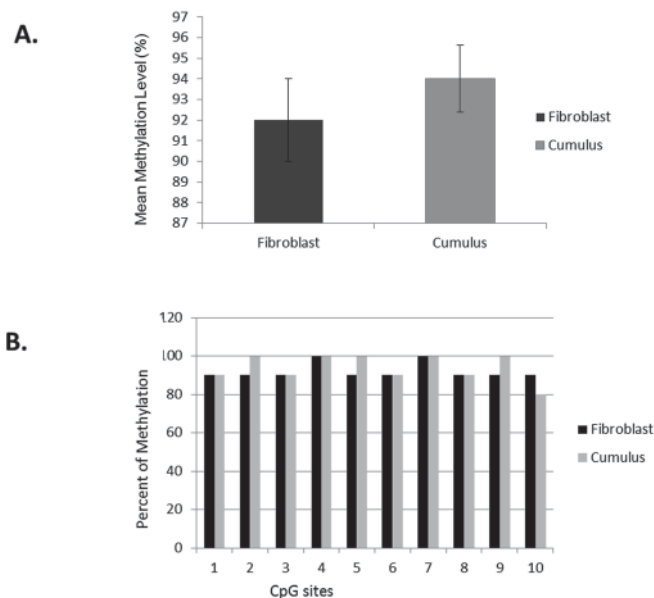 A.
Mean Methylation Level (%)
97
96
95
94
93
92
91
90
89
88
87
Fibroblast
Cumulus
Fibroblast
Cumulus
B.
Percent of Methylation
120
100
80
60
40
20
0
1 2 3 4 5 6 7 8 9 10
CpG sites
Fibroblast
Cumulus